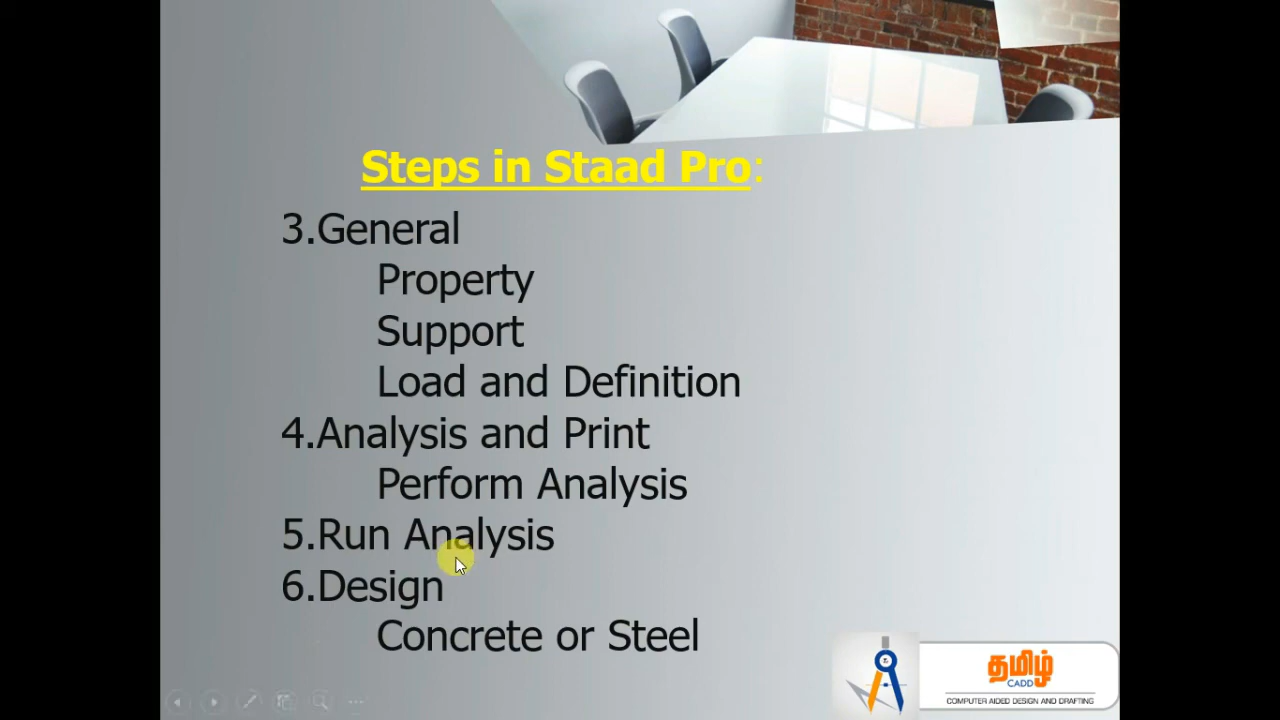 Steps in Staad Pro:
3.General
Property
Support
Load and Definition
4.Analysis and Print
Perform Analysis
5.Run Analysis
6.Design
Concrete or Steel
தமிழ்
CADD
COMPUTER AIDED DESIGN AND DRAFTING